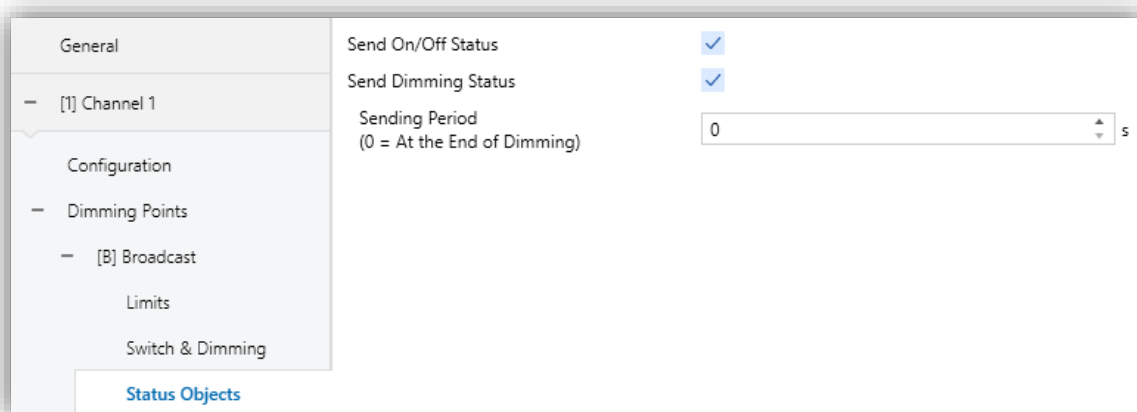 General
[1] Channel 1
Configuration
Dimming Points
[B] Broadcast
Limits
Switch & Dimming
Status Objects
Send On/Off Status
Send Dimming Status
Sending Period
(0 = At the End of Dimming)
0 s